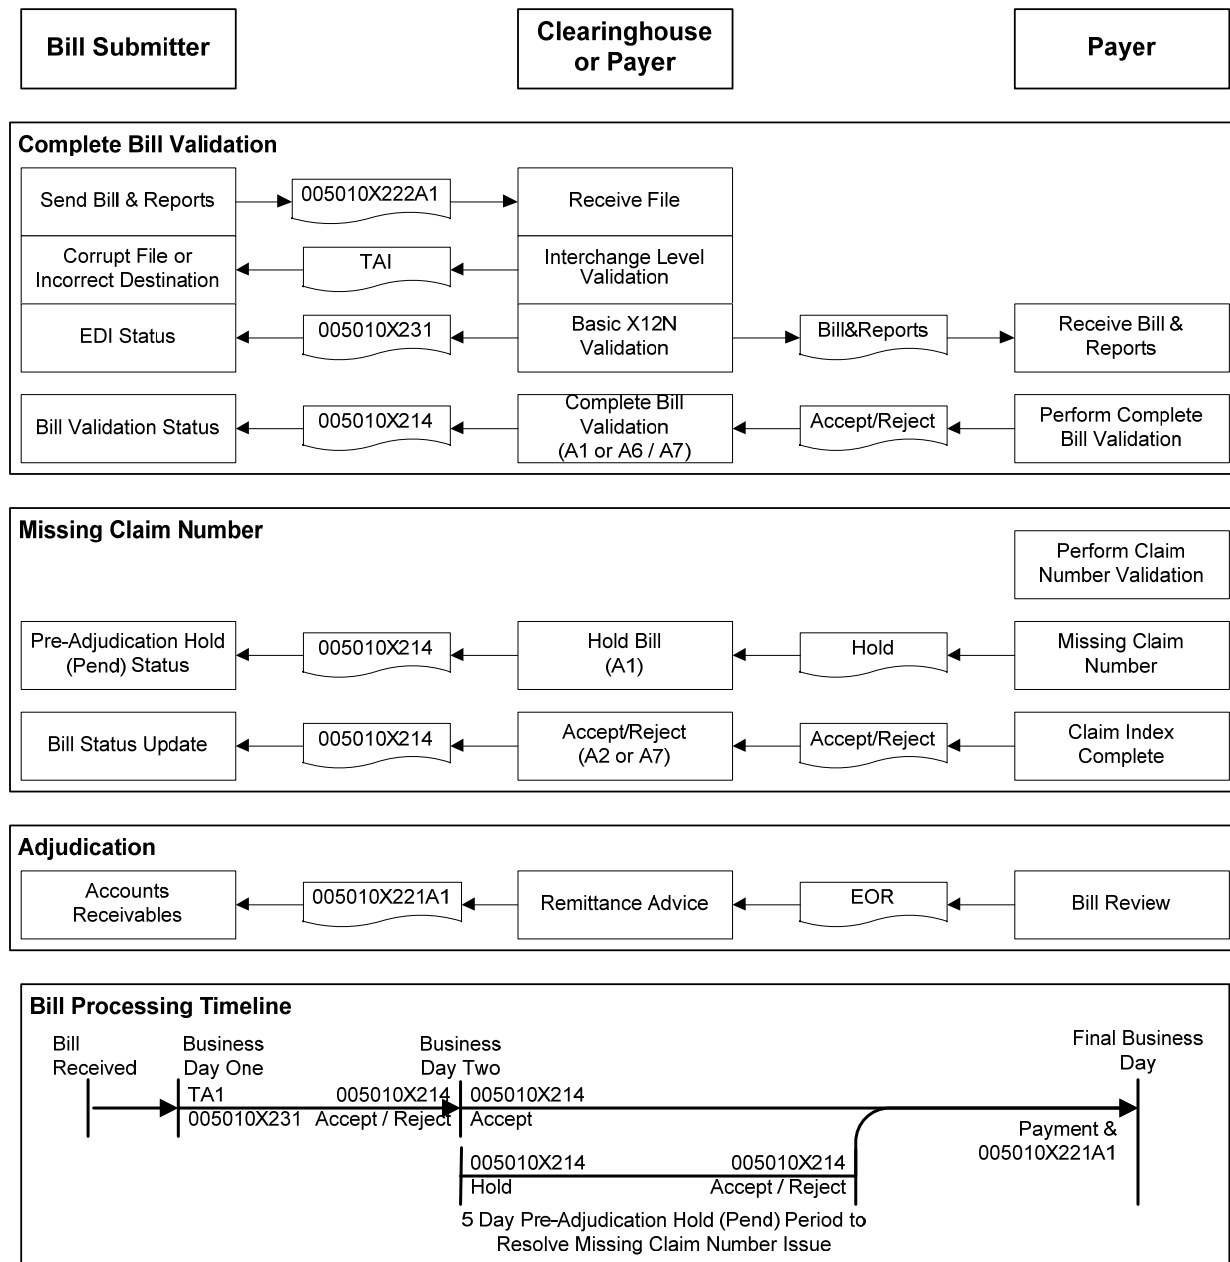 Bill Submitter
Clearinghouse
or Payer
Payer
Complete Bill Validation
Send Bill & Reports
005010X222A1
Receive File
Corrupt File or
Incorrect Destination
TAI
Interchange Level
Validation
EDI Status
005010X231
Basic X12N
Validation
Bill&Reports
Receive Bill &
Reports
Bill Validation Status
005010X214
Complete Bill
Validation
(A1 or A6 / A7)
Accept/Reject
Perform Complete
Bill Validation
Missing Claim Number
Perform Claim
Number Validation
Pre-Adjudication Hold
(Pend) Status
005010X214
Hold Bill
(A1)
Hold
Missing Claim
Number
Bill Status Update
005010X214
Accept/Reject
(A2 or A7)
Accept/Reject
Claim Index
Complete
Adjudication
Accounts
Receivables
005010X221A1
Remittance Advice
EOR
Bill Review
Bill Processing Timeline
Bill
Received
Business
Day One
Business
Day Two
Final Business
Day
TA1
005010X231
005010X214
Accept / Reject
005010X214
Accept
Payment &
005010X221A1
005010X214
Hold
005010X214
Accept / Reject
5 Day Pre-Adjudication Hold (Pend) Period to
Resolve Missing Claim Number Issue